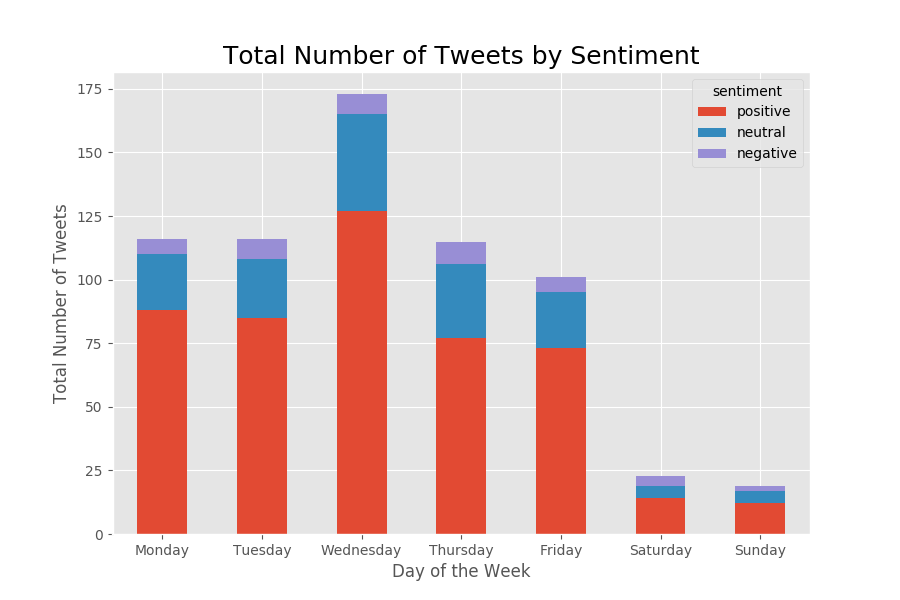 Total Number of Tweets by Sentiment
sentiment
positive
neutral
negative
Total Number of Tweets
175
150
125
100
75
50
25
0
Monday Tuesday Wednesday Thursday Friday Saturday Sunday
Day of the Week